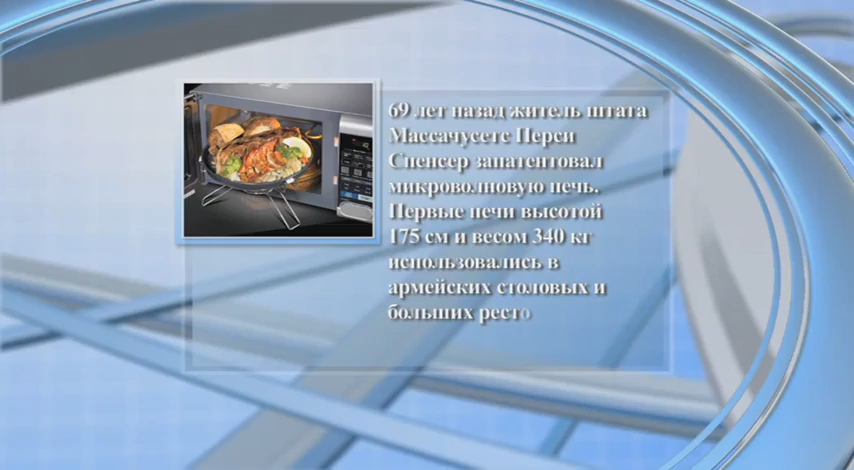 69 лет назад житель штата
Массачусетс Перси
Спенсер запатентовал
микроволновую печь.
Первые печи высотой
175 см и весом 340 кг
использовались в
армейских столовых и
больших ресто